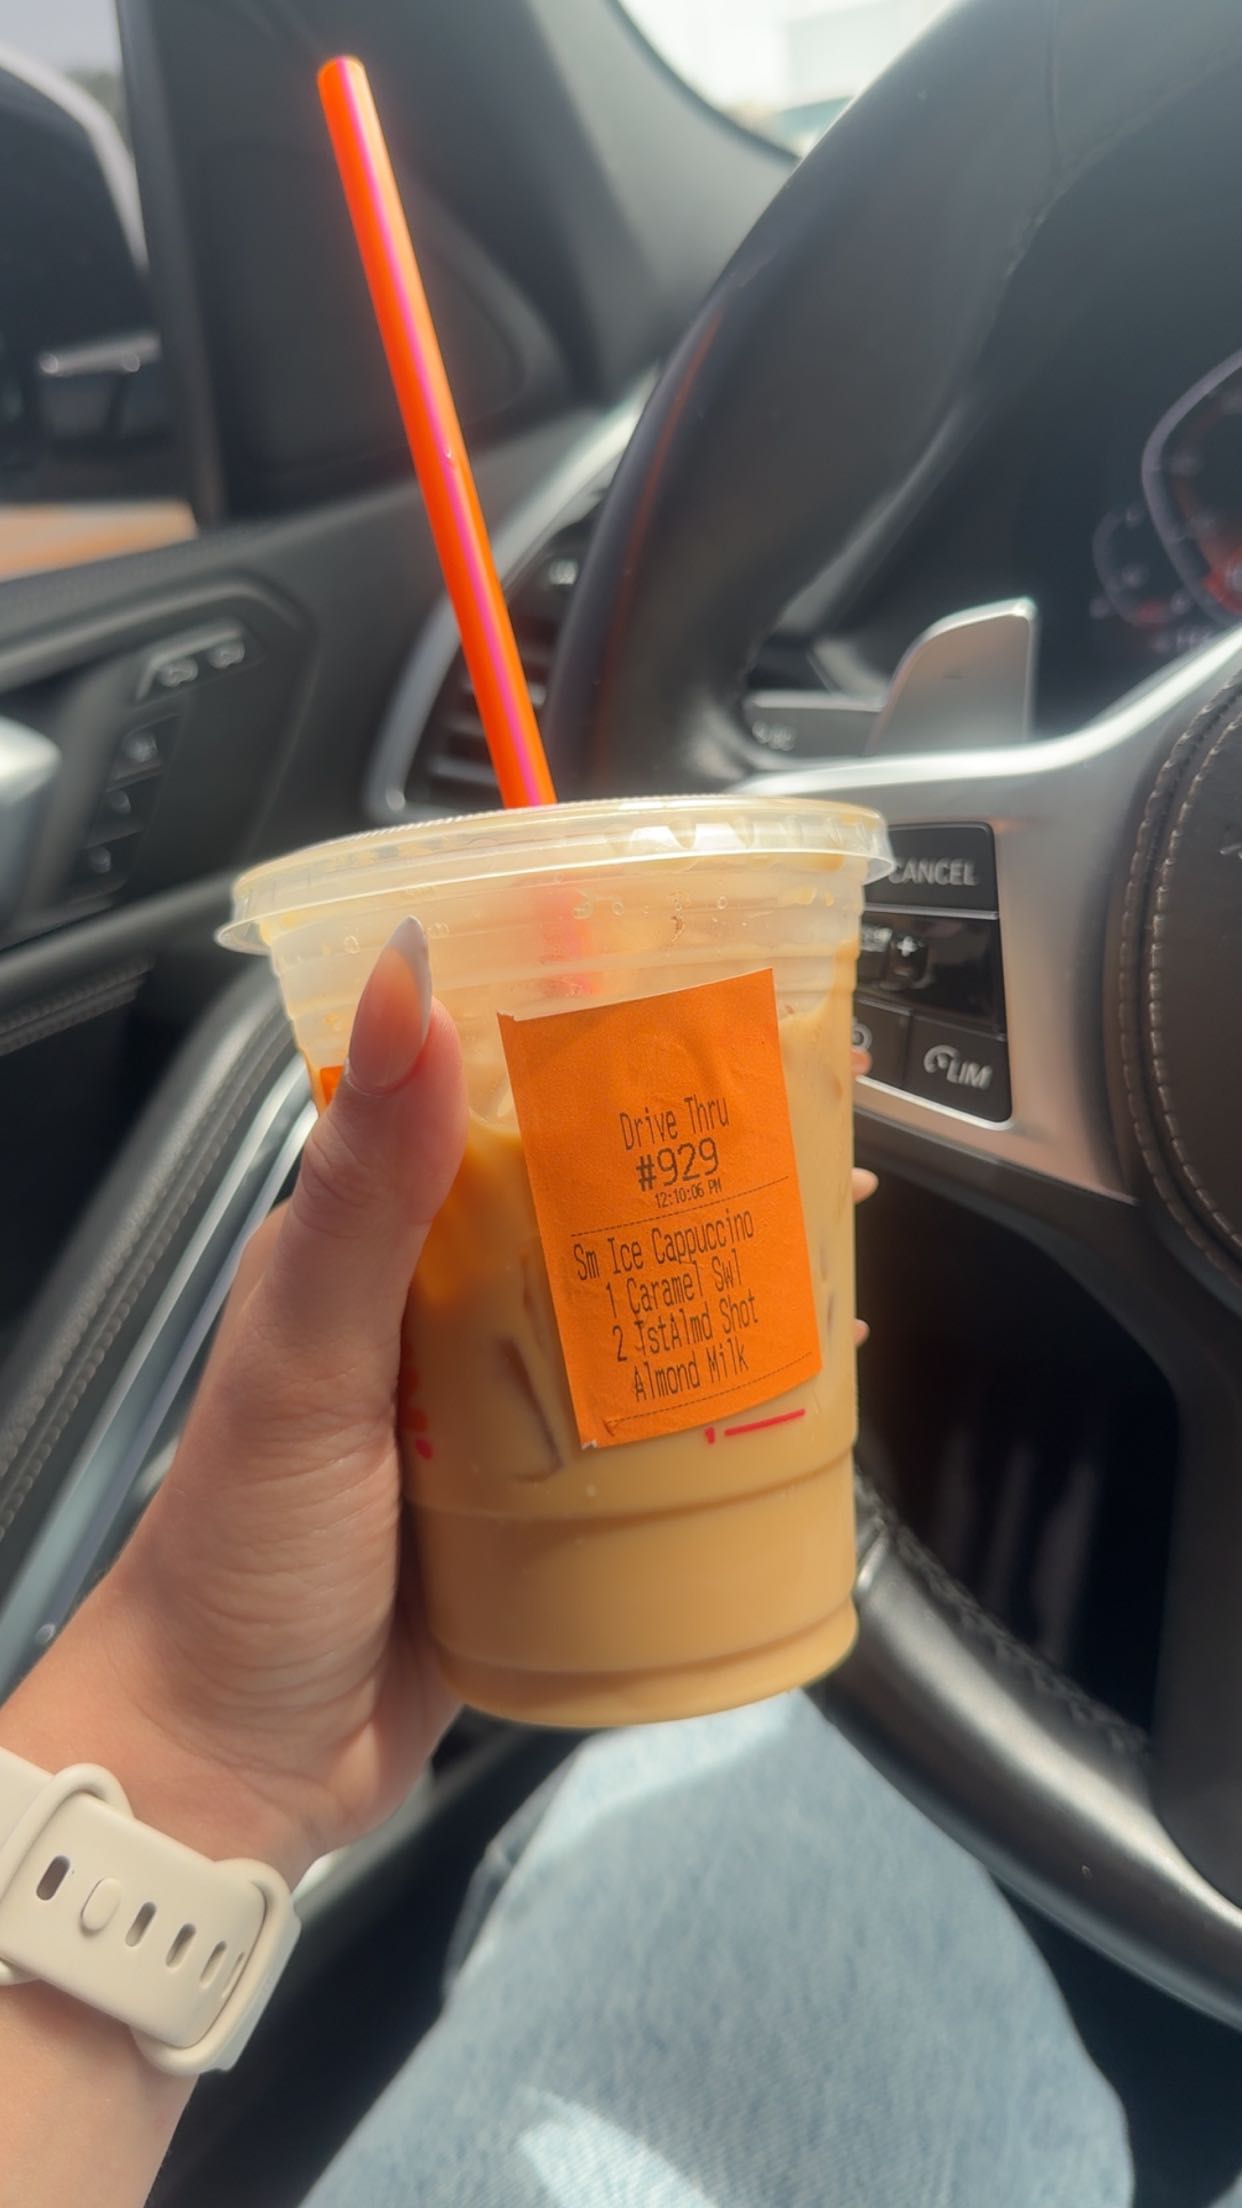 CANCEL
+
LIM
Drive Thru
#929
12:10:06 PM
Sm Ice Cappuccino
1 Caramel Swl
2 TstAlmd Shot
Almond Milk